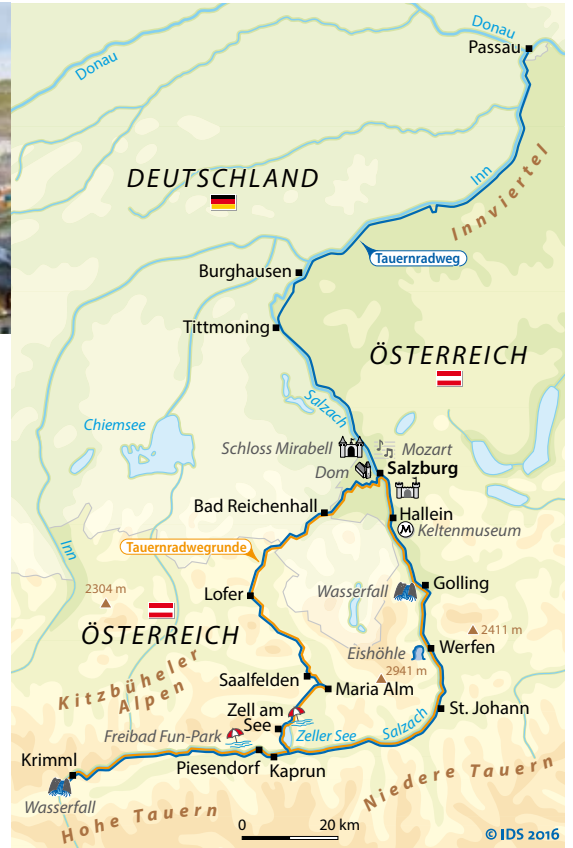 Donau
Donau
Passau
Inn
Innviertel
DEUTSCHLAND
Tauernradweg
Burghausen
Tittmoning
ÖSTERREICH
Salzach
Chiemsee
Schloss Mirabell
Mozart
Dom
Salzburg
Bad Reichenhall
Hallein
M Keltenmuseum
Inn
Tauernradwegrunde
2304 m
Lofer
Wasserfall
Golling
ÖSTERREICH
2411 m
Eishöhle
Werfen
2941 m
Kitzbüheler
Alpen
Saalfelden
Maria Alm
Zell am
See
St. Johann
Salzach
Freibad Fun-Park
Zeller See
Krimml
Piesendorf
Kaprun
Wasserfall
Hohe Tauern
Niedere Tauern
0 20 km
© IDS 2016